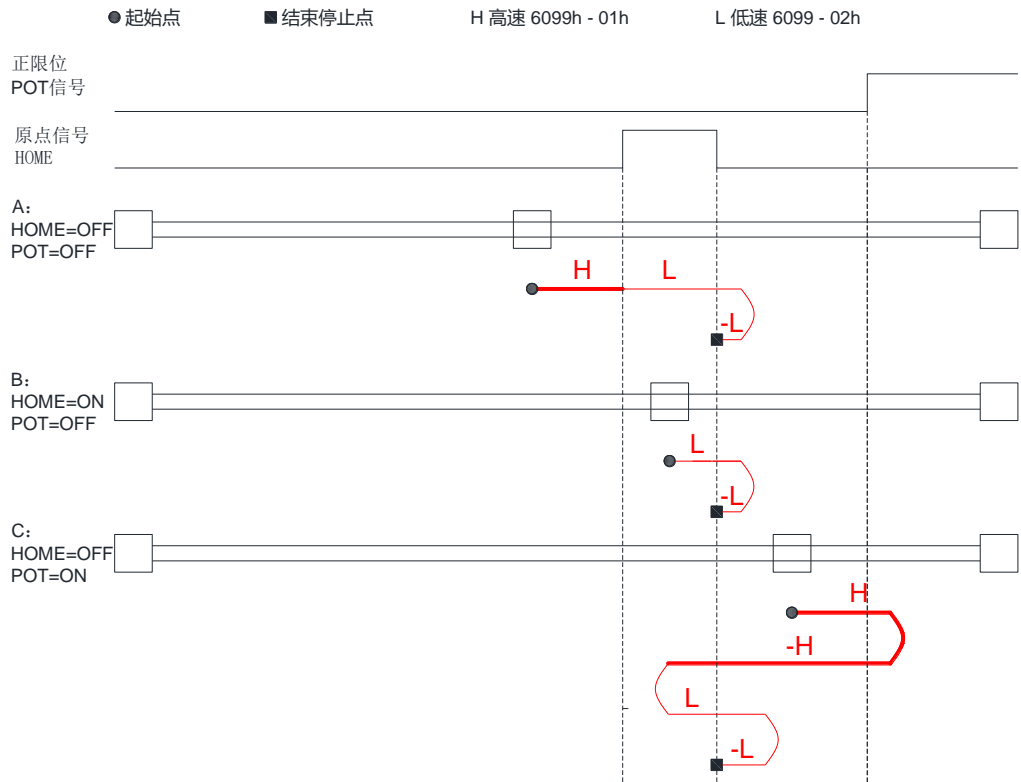 起始点 结束停止点 H 高速 6099h - 01h L 低速 6099 - 02h
正限位
POT信号
原点信号
HOME
A:
HOME=OFF
POT=OFF
H L
-L
B:
HOME=ON
POT=OFF
L
-L
C:
HOME=OFF
POT=ON
H
-H
L
-L